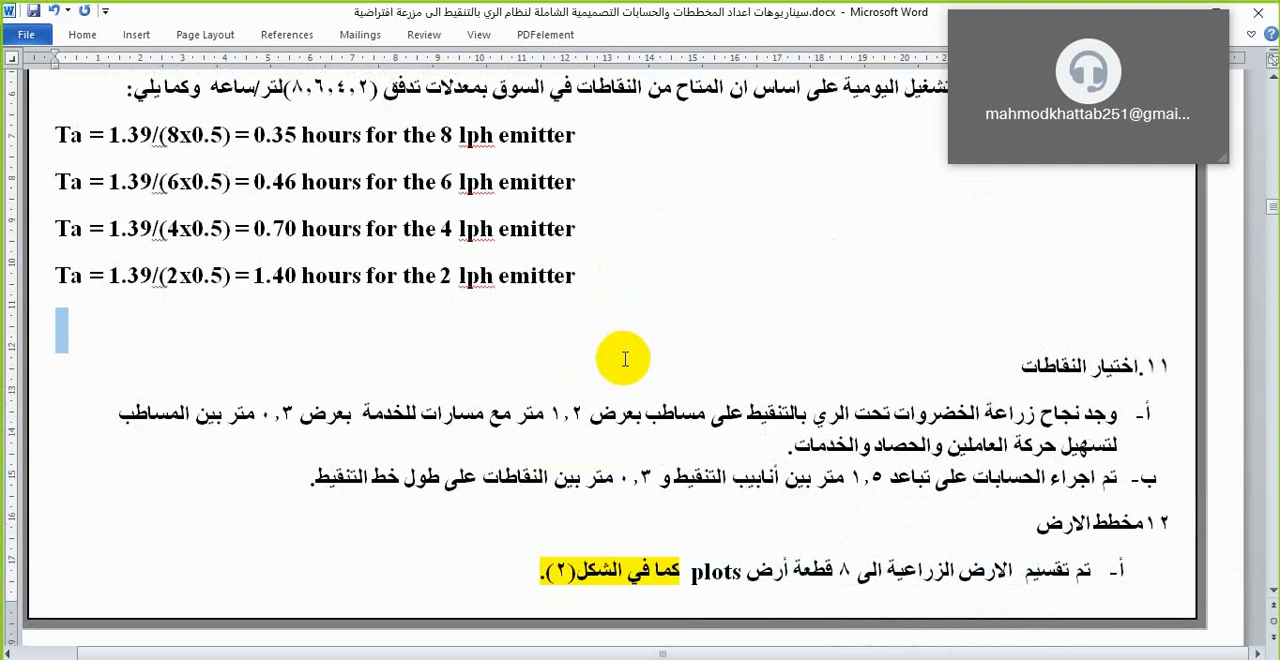 سيناريوهات اعداد المخططات والحسابات التصميمية الشاملة لنظام الري بالتنقيط الى مزرعة افتراضية.docx - Microsoft Word
File Home Insert Page Layout References Mailings Review View PDFelement
mahmodkhattab251@gmai...
تشغيل اليومية على اساس ان المتاح من النقاطات في السوق بمعدلات تدفق (٨,٦,٤,٢)لتر/ساعه وكما يلي:
Ta = 1.39/(8x0.5) = 0.35 hours for the 8 lph emitter
Ta = 1.39/(6x0.5) = 0.46 hours for the 6 lph emitter
Ta = 1.39/(4x0.5) = 0.70 hours for the 4 lph emitter
Ta = 1.39/(2x0.5) = 1.40 hours for the 2 lph emitter
١١.اختيار النقاطات
أ- وجد نجاح زراعة الخضروات تحت الري بالتنقيط على مساطب بعرض ١,٢ متر مع مسارات للخدمة بعرض ٠,٣ متر بين المساطب
لتسهيل حركة العاملين والحصاد والخدمات.
ب- تم اجراء الحسابات على تباعد ١,٥ متر بين أنابيب التنقيط و ٠,٣ متر بين النقاطات على طول خط التنقيط.
١٢مخطط الارض
أ- تم تقسيم الارض الزراعية الى ٨ قطعة أرض plots كما في الشكل(٢).